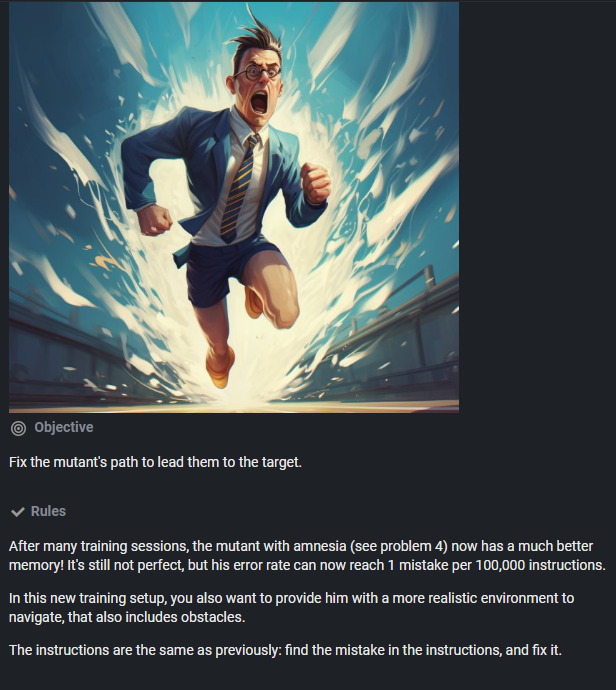 Objective
Fix the mutant's path to lead them to the target.
Rules
After many training sessions, the mutant with amnesia (see problem 4) now has a much better
memory! It's still not perfect, but his error rate can now reach 1 mistake per 100,000 instructions.
In this new training setup, you also want to provide him with a more realistic environment to
navigate, that also includes obstacles.
The instructions are the same as previously: find the mistake in the instructions, and fix it.